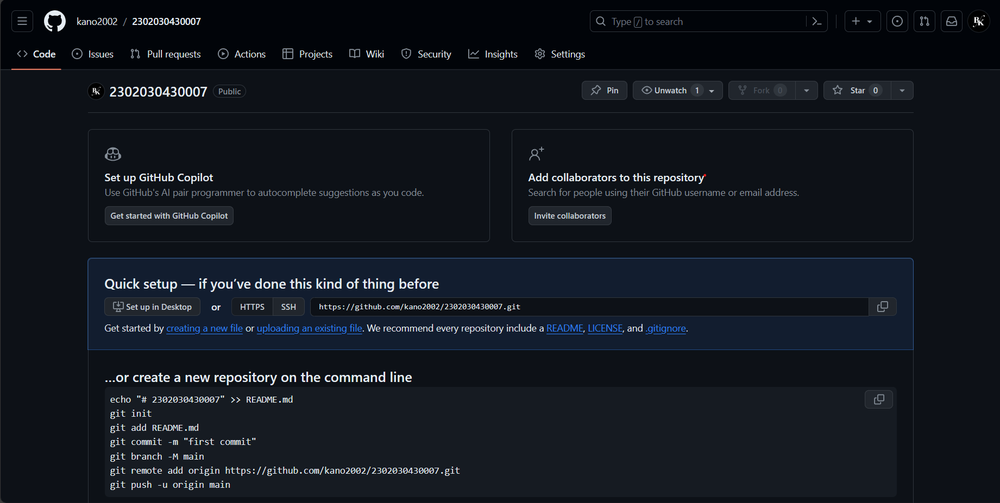 kano2002 / 2302030430007
Type / to search
Code Issues Pull requests Actions Projects Wiki Security Insights Settings
BK 2302030430007 Public
Pin Unwatch 1 Fork 0 Star 0
Set up GitHub Copilot
Use GitHub's AI pair programmer to autocomplete suggestions as you code.
Get started with GitHub Copilot
Add collaborators to this repository
Search for people using their GitHub username or email address.
Invite collaborators
Quick setup — if you’ve done this kind of thing before
Set up in Desktop or HTTPS SSH https://github.com/kano2002/2302030430007.git
Get started by creating a new file or uploading an existing file. We recommend every repository include a README, LICENSE, and .gitignore.
…or create a new repository on the command line
echo "# 2302030430007" >> README.md
git init
git add README.md
git commit -m "first commit"
git branch -M main
git remote add origin https://github.com/kano2002/2302030430007.git
git push -u origin main